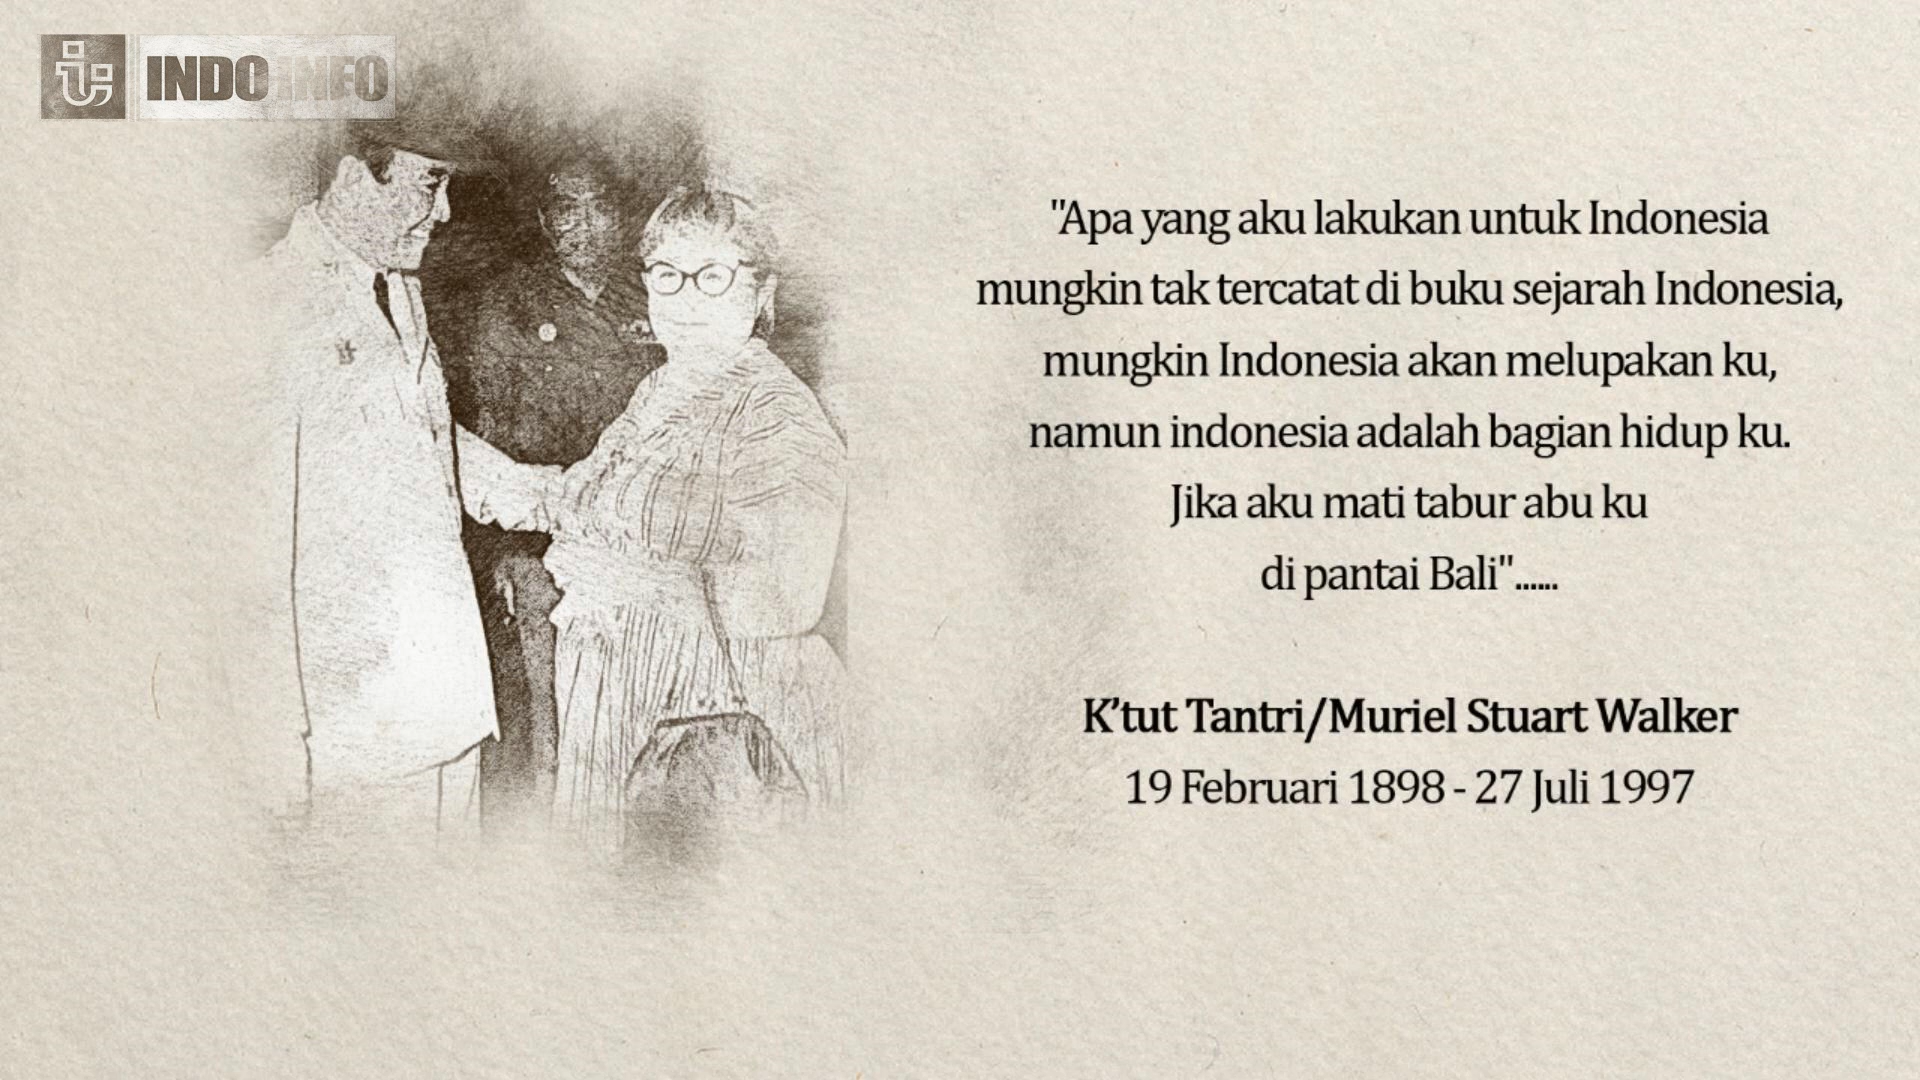 INDOINFO
"Apa yang aku lakukan untuk Indonesia
mungkin tak tercatat di buku sejarah Indonesia,
mungkin Indonesia akan melupakan ku,
namun indonesia adalah bagian hidup ku.
Jika aku mati tabur abu ku
di pantai Bali"......
K'tut Tantri/Muriel Stuart Walker
19 Februari 1898 - 27 Juli 1997